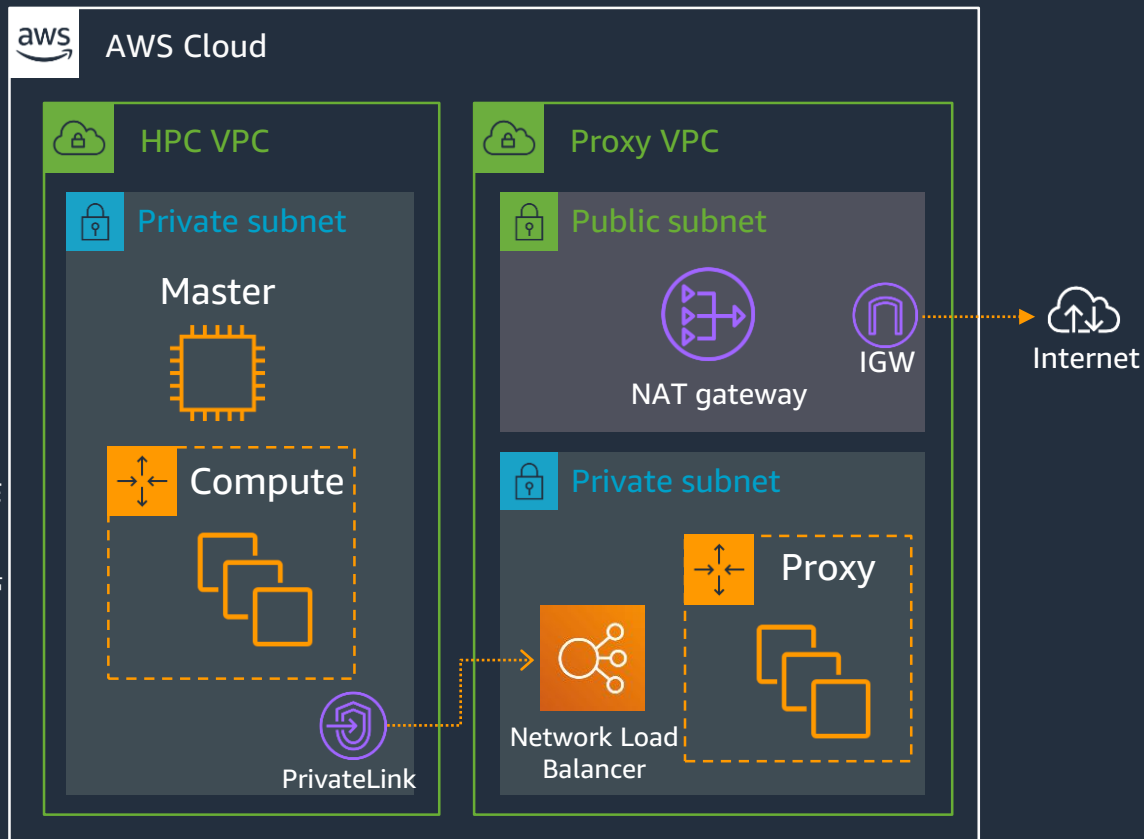 aws
AWS Cloud
HPC VPC
Proxy VPC
Private subnet
Public subnet
Master
NAT gateway
IGW
Internet
Compute
Private subnet
Proxy
Network Load
Balancer
PrivateLink